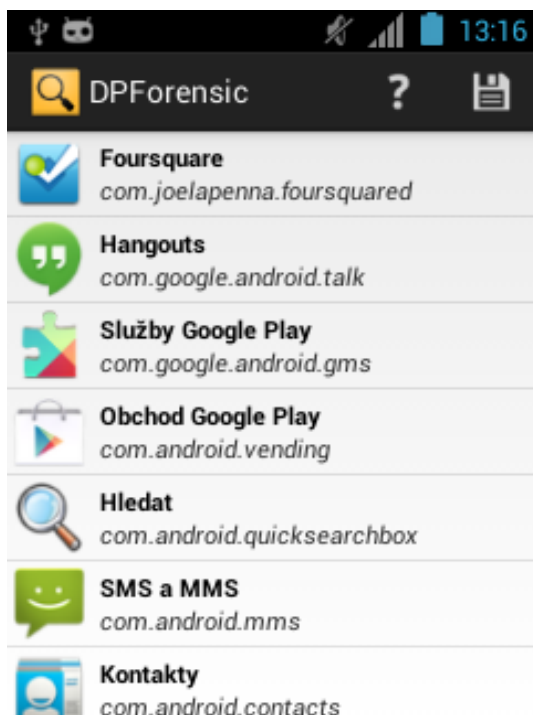 13:16
DPForensic
?
Foursquare
com.joelapenna.foursquared
Hangouts
com.google.android.talk
Služby Google Play
com.google.android.gms
Obchod Google Play
com.android.vending
Hledat
com.android.quicksearchbox
SMS a MMS
com.android.mms
Kontakty
com.android.contacts